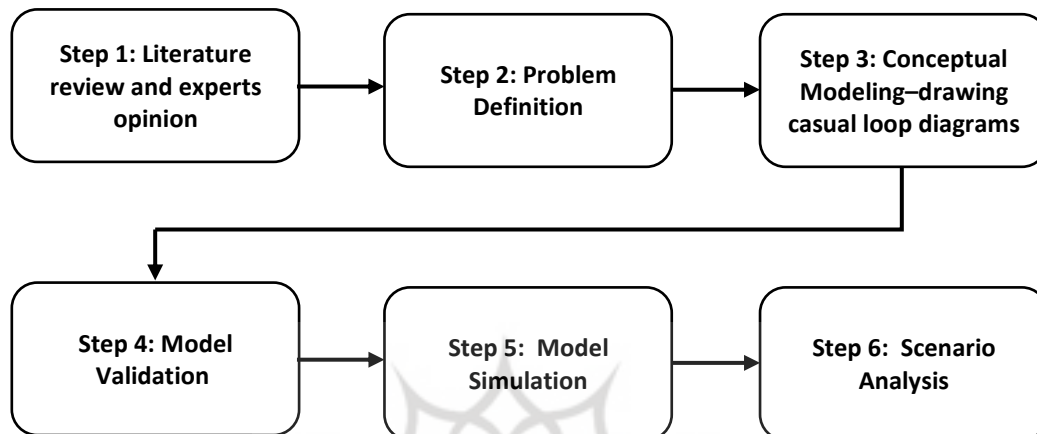 Step 1: Literature
review and experts
opinion
Step 2: Problem
Definition
Step 3: Conceptual
Modeling–drawing
casual loop diagrams
Step 4: Model
Validation
Step 5:  Model
Simulation
Step 6:  Scenario
Analysis